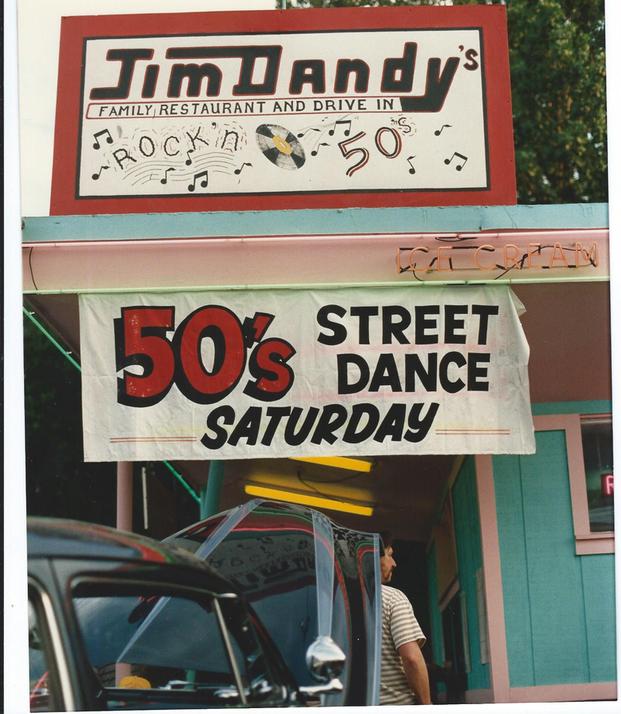 JimDandy's
FAMILY RESTAURANT AND DRIVE IN
ROCK'n 50's
ICE CREAM
50's STREET
DANCE
SATURDAY